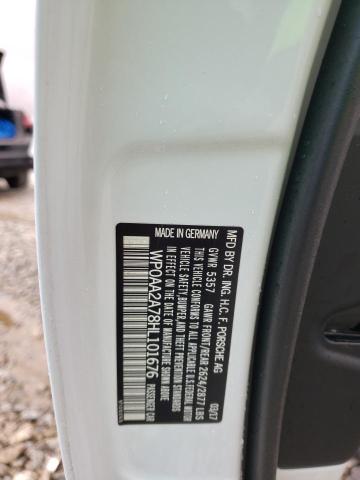 MFD BY DR. ING. H.C. F. PORSCHE AG
GVWR 5357 GAWR FRONT/REAR 2624/2877 LBS
THIS VEHICLE CONFORMS TO ALL APPLICABLE U.S. FEDERAL MOTOR
VEHICLE SAFETY, BUMPER, AND THEFT PREVENTION STANDARDS
IN EFFECT ON THE DATE OF MANUFACTURE SHOWN ABOVE
03/17
MADE IN GERMANY
WP0AA2A78HL101676
PASSENGER CAR